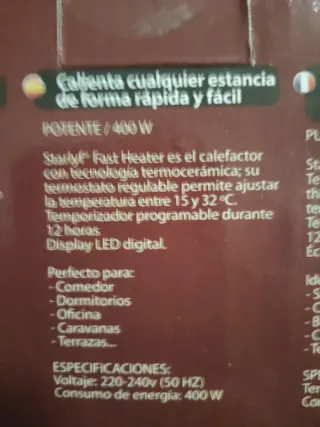 Calienta cualquier estancia
de forma rápida y fácil
POTENTE / 400 W
Starlyf® Fast Heater es el calefactor
con tecnología termocerámica; su
termostato regulable permite ajustar
la temperatura entre 15 y 32 ºC.
Temporizador programable durante
12 horas
Display LED digital.
Perfecto para:
- Comedor
- Dormitorios
- Oficina
- Caravanas
- Terrazas...
ESPECIFICACIONES:
Voltaje: 220-240v (50 HZ)
Consumo de energía: 400 W